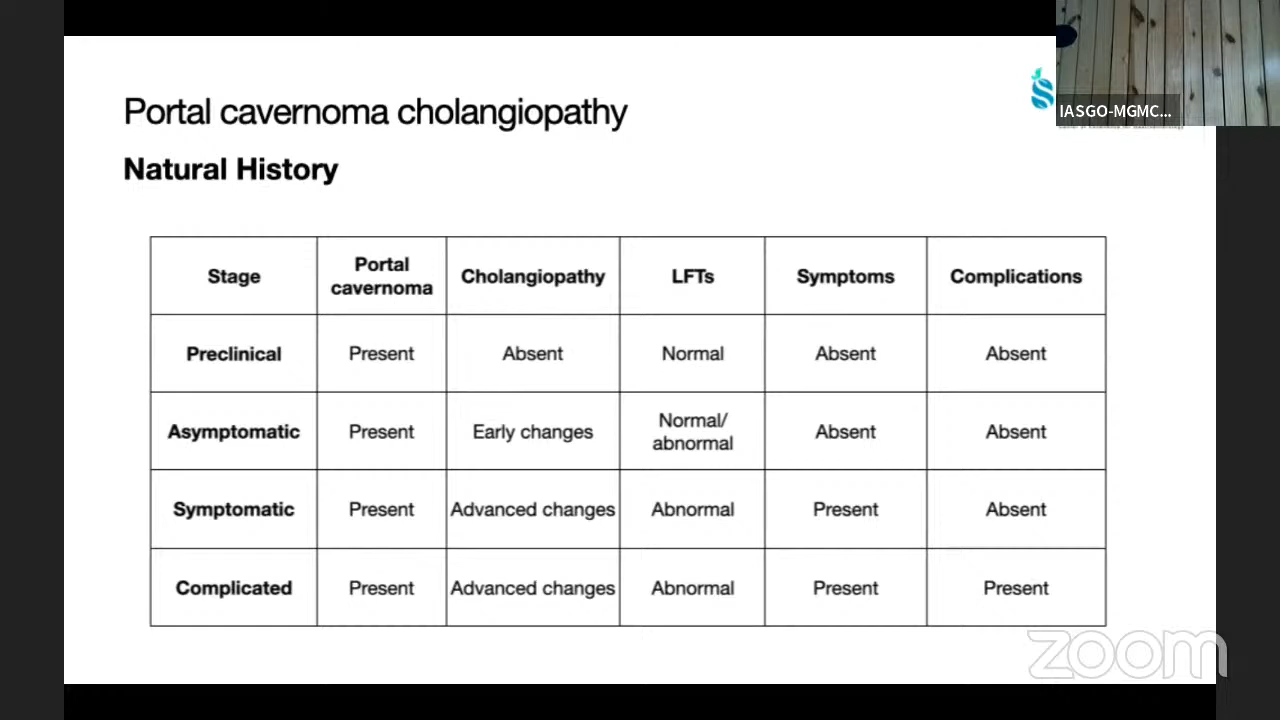 Portal cavernoma cholangiopathy
IASGO-MGMC...
Natural History
Stage
Portal
cavernoma
Cholangiopathy
LFTs
Symptoms
Complications
Preclinical
Present
Absent
Normal
Absent
Absent
Asymptomatic
Present
Early changes
Normal/
abnormal
Absent
Absent
Symptomatic
Present
Advanced changes
Abnormal
Present
Absent
Complicated
Present
Advanced changes
Abnormal
Present
Present
zoom